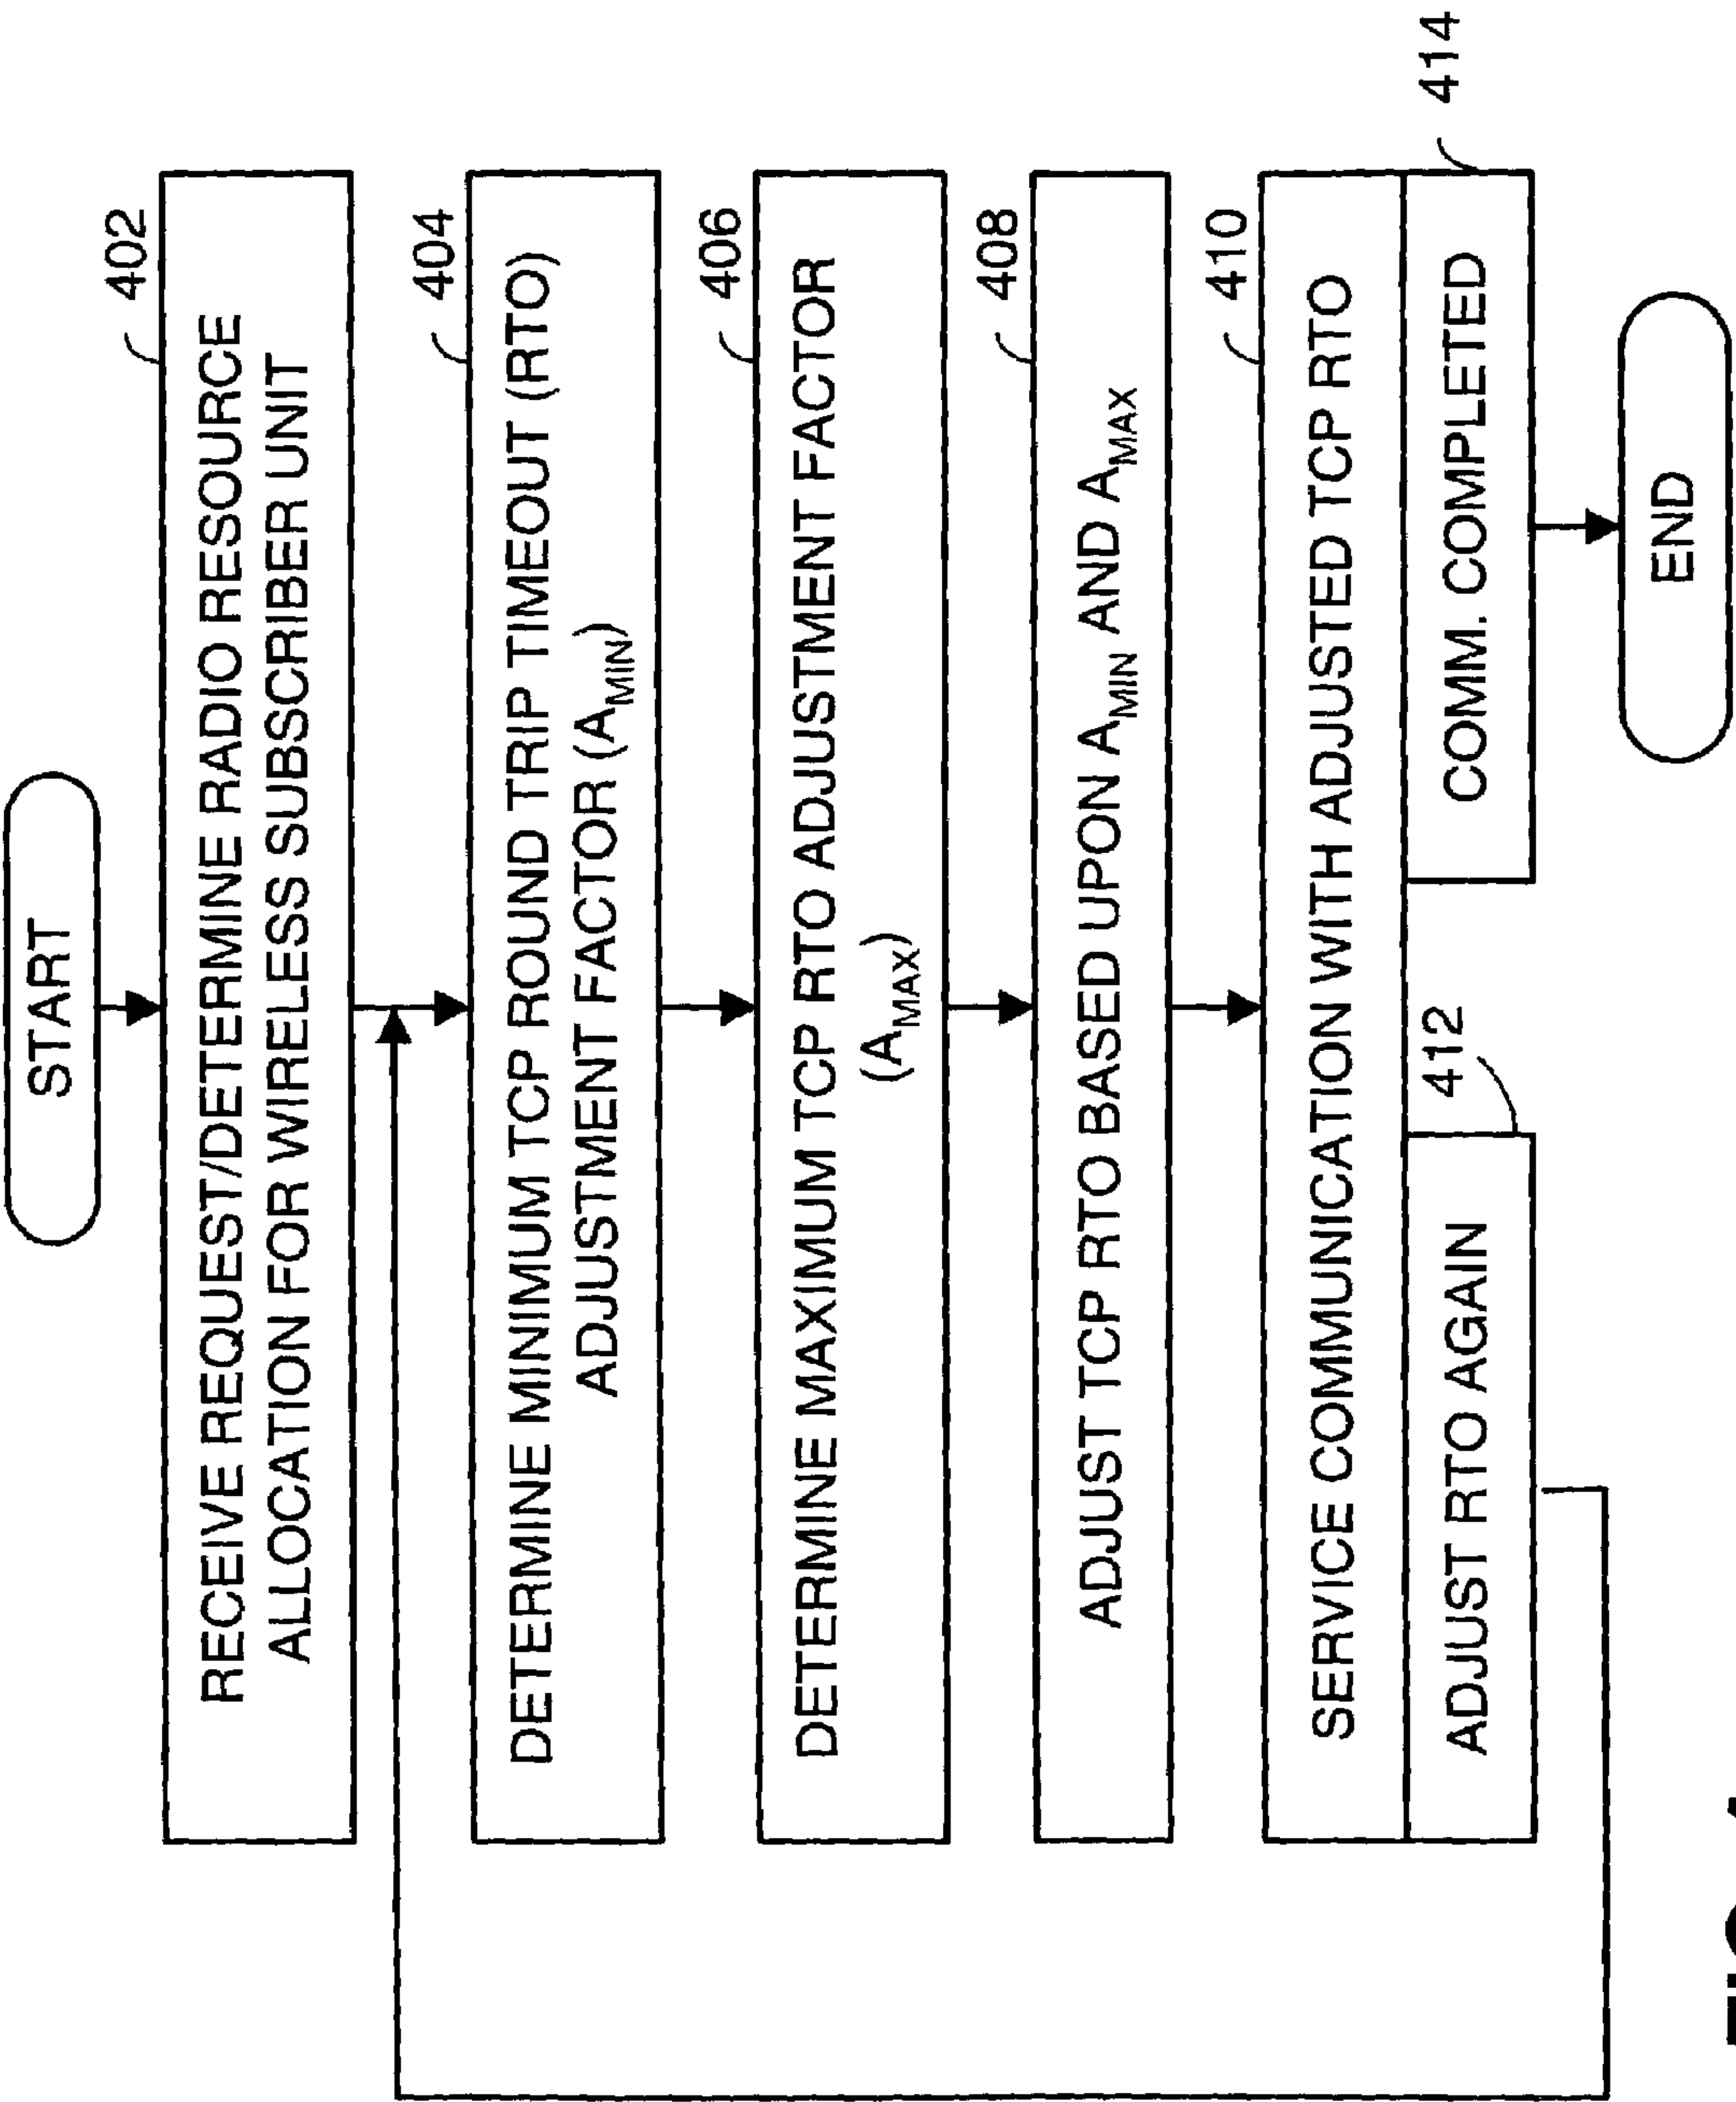 START
402
RECEIVE REQUEST/DETERMINE RADIO RESOURCE
ALLOCATION FOR WIRELESS SUBSCRIBER UNIT
404
DETERMINE MINIMUM TCP ROUND TRIP TIMEOUT (RTO)
ADJUSTMENT FACTOR (AMIN)
406
DETERMINE MAXIMUM TCP RTO ADJUSTMENT FACTOR
(AMAX)
408
ADJUST TCP RTO BASED UPON AMIN AND AMAX
410
SERVICE COMMUNICATION WITH ADJUSTED TCP RTO
412
ADJUST RTO AGAIN
COMM. COMPLETED
414
END